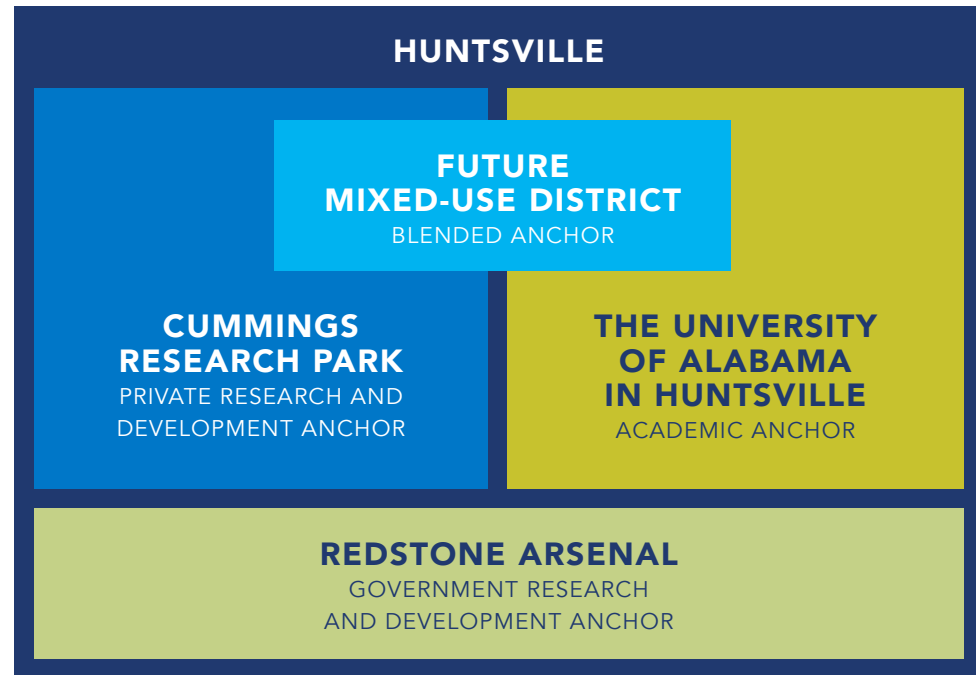 HUNTSVILLE
FUTURE
MIXED-USE DISTRICT
BLENDED ANCHOR
CUMMINGS
RESEARCH PARK
PRIVATE RESEARCH AND
DEVELOPMENT ANCHOR
THE UNIVERSITY
OF ALABAMA
IN HUNTSVILLE
ACADEMIC ANCHOR
REDSTONE ARSENAL
GOVERNMENT RESEARCH
AND DEVELOPMENT ANCHOR